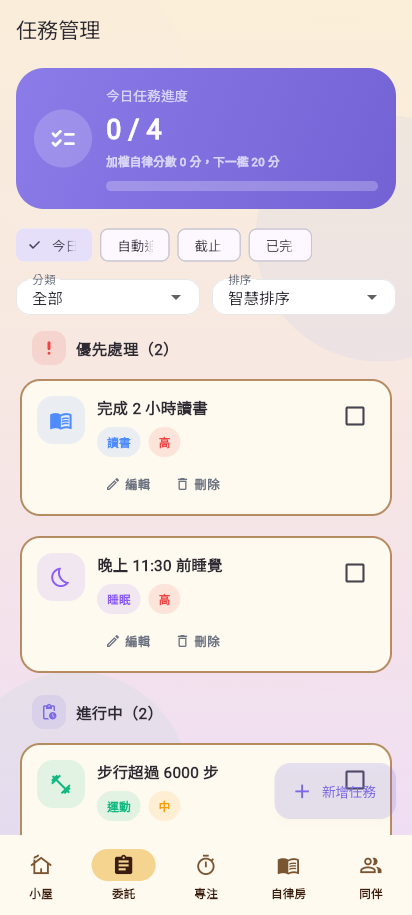 任務管理
今日任務進度
0 / 4
加權自律分數 0 分，下一檻 20 分
今日
自動
截止
已完
分類
全部
排序
智慧排序
優先處理（2）
完成 2 小時讀書
讀書
高
編輯
刪除
晚上 11:30 前睡覺
睡眠
高
編輯
刪除
進行中（2）
步行超過 6000 步
運動
中
新增任務
小屋
委託
專注
自律房
同伴